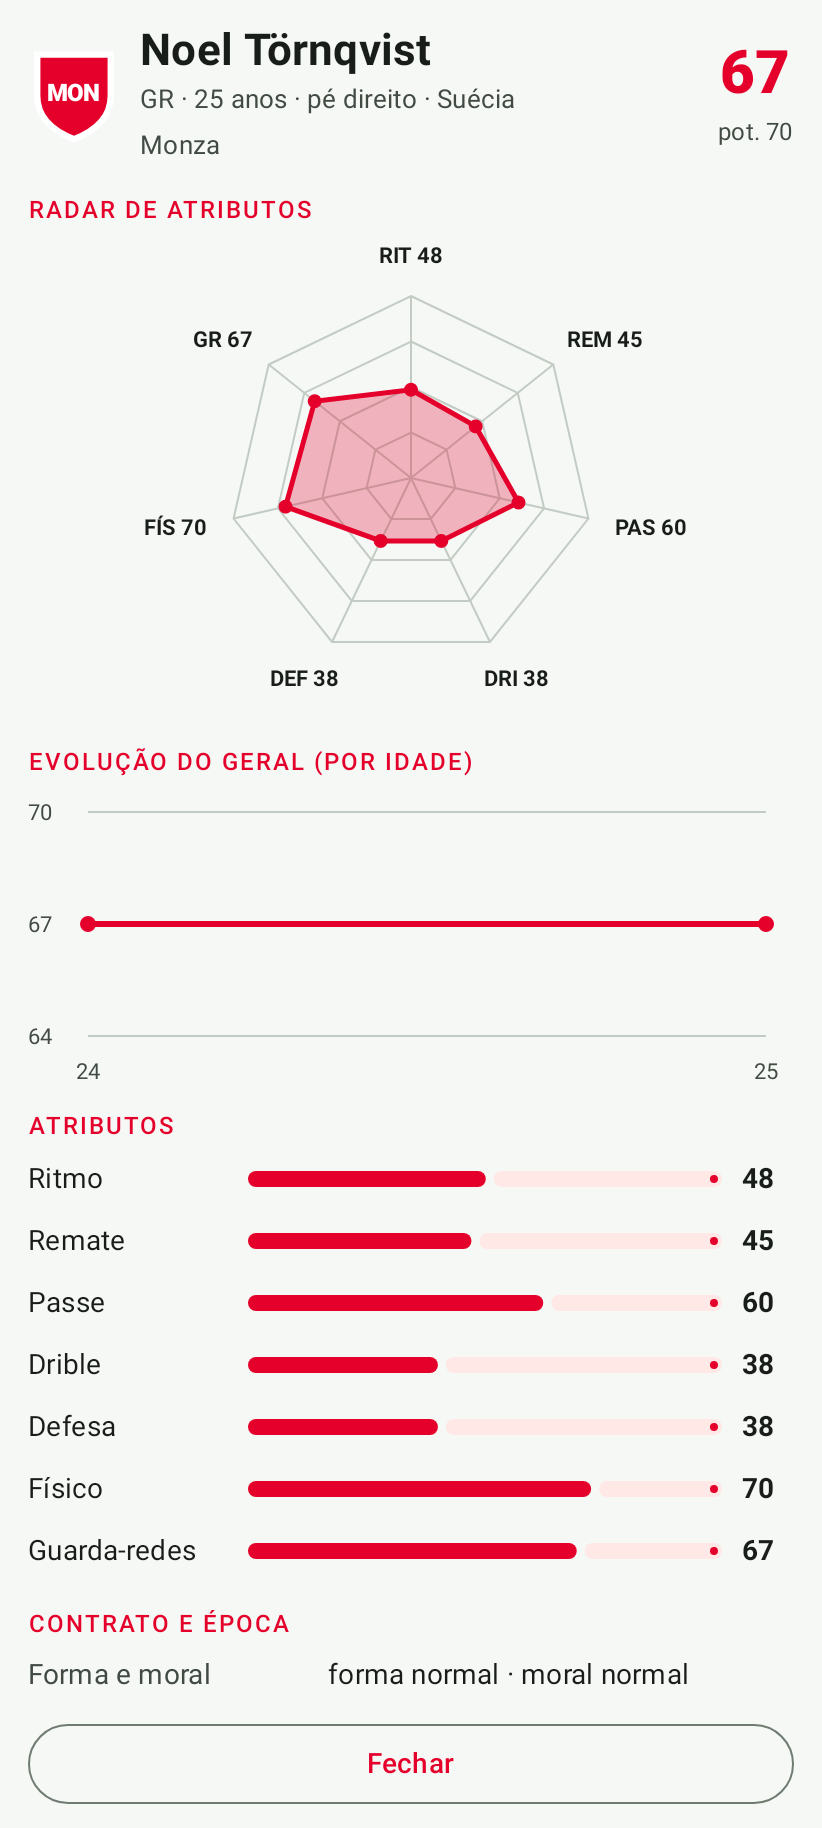 MON
Noel Törnqvist
GR · 25 anos · pé direito · Suécia
Monza
67
pot. 70
RADAR DE ATRIBUTOS
RIT 48
GR 67
REM 45
FÍS 70
PAS 60
DEF 38
DRI 38
EVOLUÇÃO DO GERAL (POR IDADE)
70
67
64
24
25
ATRIBUTOS
Ritmo 48
Remate 45
Passe 60
Drible 38
Defesa 38
Físico 70
Guarda-redes 67
CONTRATO E ÉPOCA
Forma e moral forma normal · moral normal
Fechar